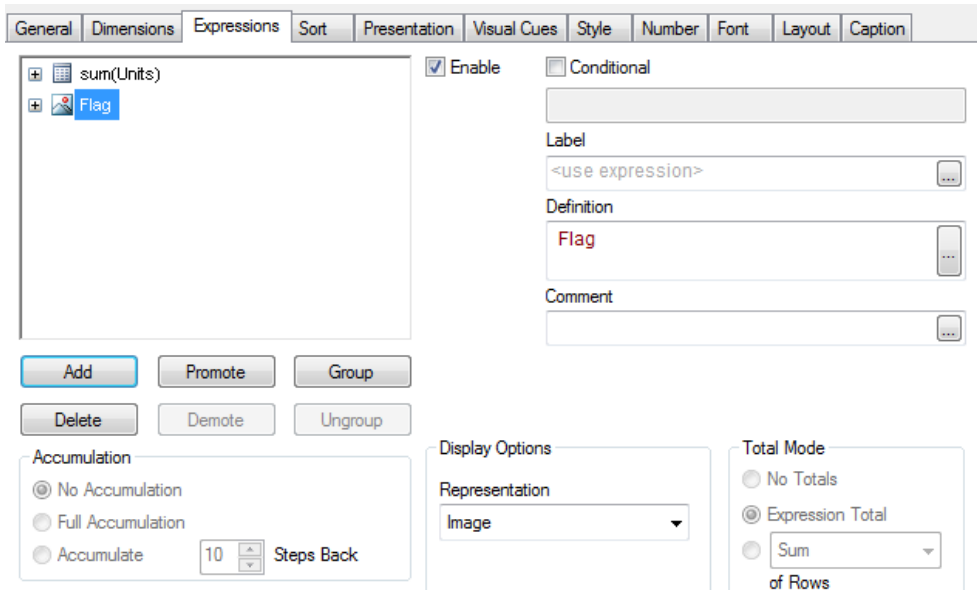 General Dimensions Expressions Sort Presentation Visual Cues Style Number Font Layout Caption
sum(Units)
Flag
Enable
Conditional
Label
<use expression>
...
Definition
Flag
...
Comment
...
Add Promote Group
Delete Demote Ungroup
Accumulation
No Accumulation
Full Accumulation
Accumulate 10 Steps Back
Display Options
Representation
Image
Total Mode
No Totals
Expression Total
Sum
of Rows